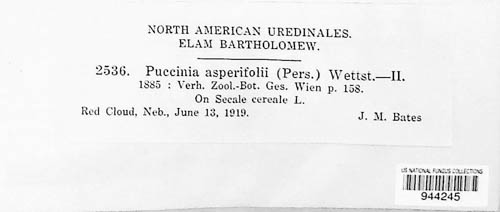 NORTH AMERICAN UREDINALES.
ELAM BARTHOLOMEW.
2536. Puccinia asperifolii (Pers.) Wettst.—II.
1885 : Verh. Zool.-Bot. Ges. Wien p. 158.
On Secale cereale L.
Red Cloud, Neb., June 13, 1919. J. M. Bates
US NATIONAL FUNGUS COLLECTIONS
944245